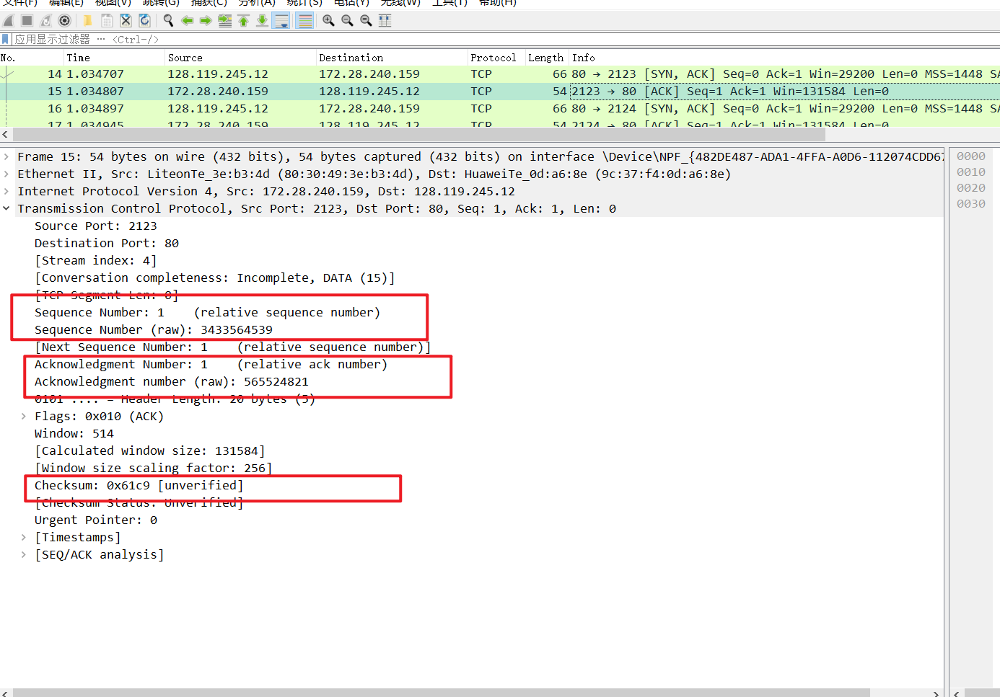 文件(F) 编辑(E) 视图(V) 跳转(G) 捕获(C) 分析(A) 统计(S) 电话(Y) 无线(W) 工具(T) 帮助(H)
应用显示过滤器 … <Ctrl-/>
No. Time Source Destination Protocol Length Info
14 1.034707 128.119.245.12 172.28.240.159 TCP 66 80 → 2123 [SYN, ACK] Seq=0 Ack=1 Win=29200 Len=0 MSS=1448 SA
15 1.034807 172.28.240.159 128.119.245.12 TCP 54 2123 → 80 [ACK] Seq=1 Ack=1 Win=131584 Len=0
16 1.034897 128.119.245.12 172.28.240.159 TCP 66 80 → 2124 [SYN, ACK] Seq=0 Ack=1 Win=29200 Len=0 MSS=1448 SA
17 1.034945 172.28.240.159 128.119.245.12 TCP 54 2124 → 80 [ACK] Seq=1 Ack=1 Win=131584 Len=0
Frame 15: 54 bytes on wire (432 bits), 54 bytes captured (432 bits) on interface \Device\NPF_{482DE487-ADA1-4FFA-A0D6-112074CDD67
Ethernet II, Src: LiteonTe_3e:b3:4d (80:30:49:3e:b3:4d), Dst: HuaweiTe_0d:a6:8e (9c:37:f4:0d:a6:8e)
Internet Protocol Version 4, Src: 172.28.240.159, Dst: 128.119.245.12
Transmission Control Protocol, Src Port: 2123, Dst Port: 80, Seq: 1, Ack: 1, Len: 0
Source Port: 2123
Destination Port: 80
[Stream index: 4]
[Conversation completeness: Incomplete, DATA (15)]
[TCP Segment Len: 0]
Sequence Number: 1 (relative sequence number)
Sequence Number (raw): 3433564539
[Next Sequence Number: 1 (relative sequence number)]
Acknowledgment Number: 1 (relative ack number)
Acknowledgment number (raw): 565524821
0101 .... = Header Length: 20 bytes (5)
Flags: 0x010 (ACK)
Window: 514
[Calculated window size: 131584]
[Window size scaling factor: 256]
Checksum: 0x61c9 [unverified]
[Checksum Status: Unverified]
Urgent Pointer: 0
[Timestamps]
[SEQ/ACK analysis]
0000
0010
0020
0030